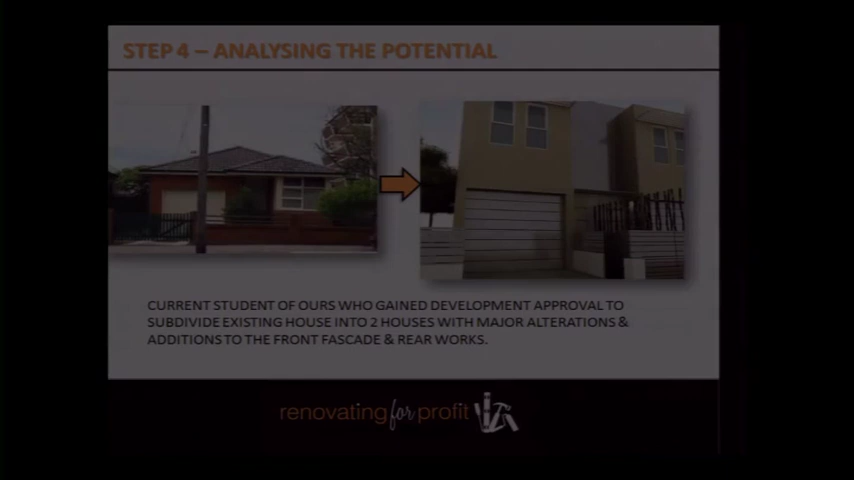 STEP 4 – ANALYSING THE POTENTIAL
CURRENT STUDENT OF OURS WHO GAINED DEVELOPMENT APPROVAL TO
SUBDIVIDE EXISTING HOUSE INTO 2 HOUSES WITH MAJOR ALTERATIONS &
ADDITIONS TO THE FRONT FASCADE & REAR WORKS.
renovating for profit